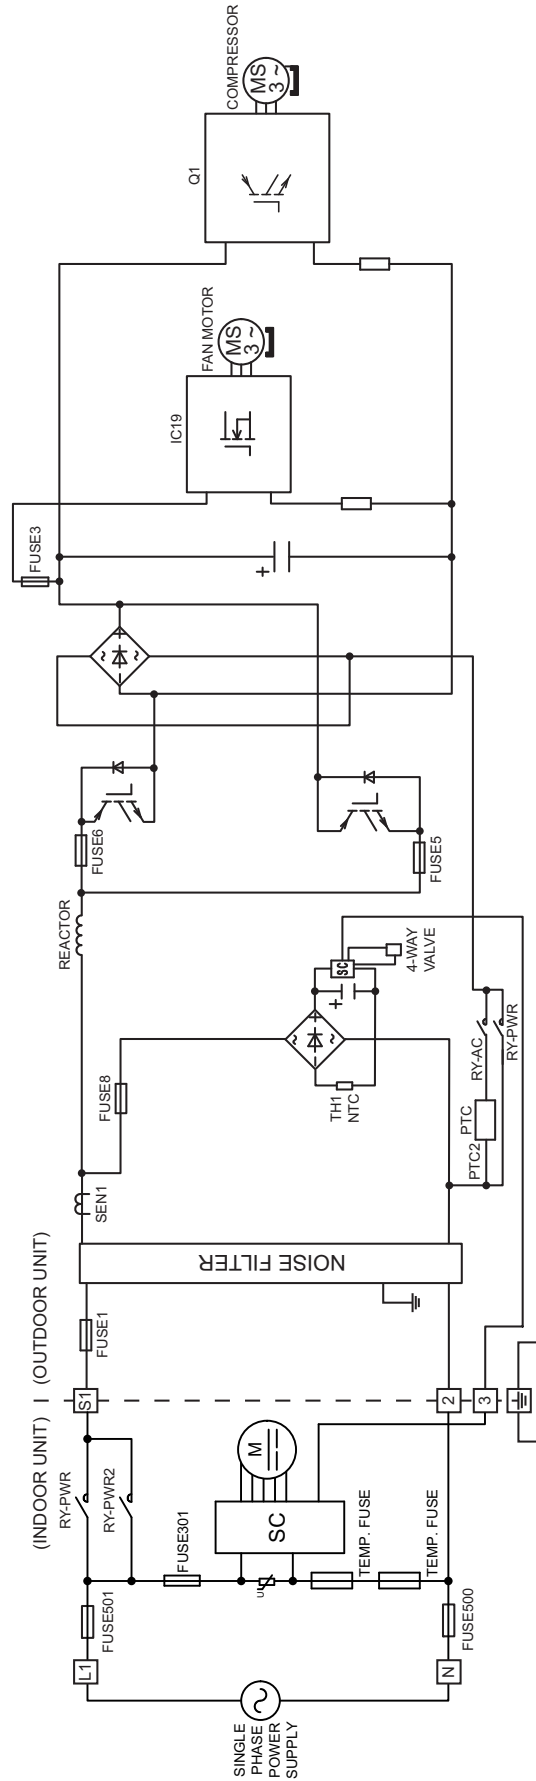 SINGLE
PHASE
POWER
SUPPLY
L1
N
FUSE501
FUSE500
(INDOOR UNIT)
(OUTDOOR UNIT)
RY-PWR
RY-PWR2
FUSE301
U
SC
M
TEMP. FUSE
TEMP. FUSE
S1
2
3
FUSE1
NOISE FILTER
SEN1
FUSE8
REACTOR
TH1
NTC
+
SC
4-WAY
VALVE
PTC2
PTC
RY-AC
RY-PWR
FUSE6
FUSE5
~
~
+
FUSE3
IC19
FAN MOTOR
MS
3 ~
Q1
COMPRESSOR
MS
3 ~